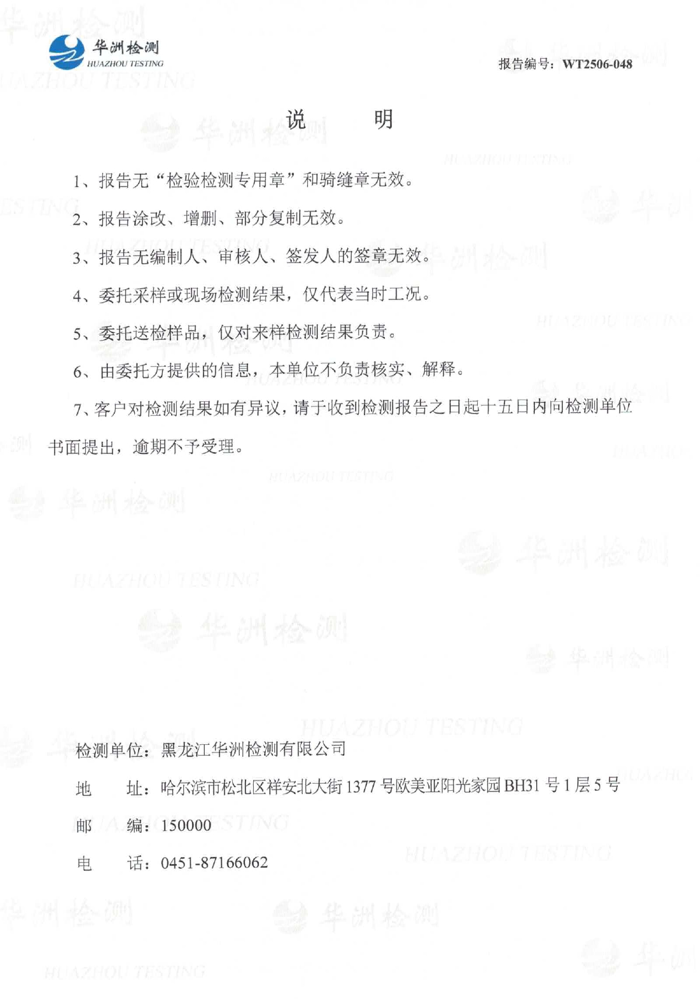 华洲检测
HUAZHOU TESTING
报告编号：WT2506-048
说 明
1、报告无“检验检测专用章”和骑缝章无效。
2、报告涂改、增删、部分复制无效。
3、报告无编制人、审核人、签发人的签章无效。
4、委托采样或现场检测结果，仅代表当时工况。
5、委托送检样品，仅对来样检测结果负责。
6、由委托方提供的信息，本单位不负责核实、解释。
7、客户对检测结果如有异议，请于收到检测报告之日起十五日内向检测单位
书面提出，逾期不予受理。
检测单位：黑龙江华洲检测有限公司
地 址：哈尔滨市松北区祥安北大街1377号欧美亚阳光家园BH31号1层5号
邮 编：150000
电 话：0451-87166062